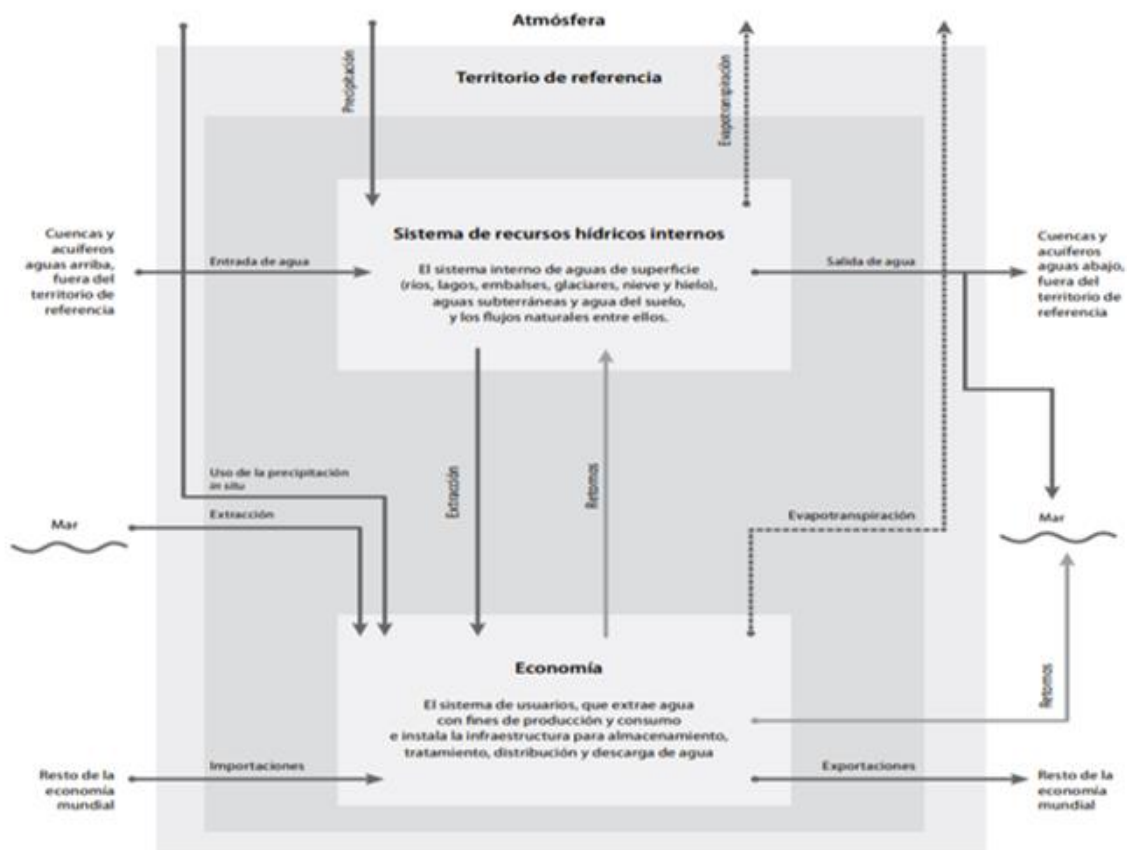 Atmósfera
Territorio de referencia
Precipitación
Evapotranspiración
Sistema de recursos hídricos internos
El sistema interno de aguas de superficie
(ríos, lagos, embalses, glaciares, nieve y hielo),
aguas subterráneas y agua del suelo,
y los flujos naturales entre ellos.
Cuencas y
acuíferos
aguas arriba,
fuera del
territorio de
referencia
Entrada de agua
Salida de agua
Cuencas y
acuíferos
aguas abajo,
fuera del
territorio de
referencia
Extracción
Retornos
Uso de la precipitación
in situ
Extracción
Mar
Evapotranspiración
Mar
Economía
El sistema de usuarios, que extrae agua
con fines de producción y consumo
e instala la infraestructura para almacenamiento,
tratamiento, distribución y descarga de agua
Retornos
Importaciones
Resto de la
economía
mundial
Exportaciones
Resto de la
economía
mundial